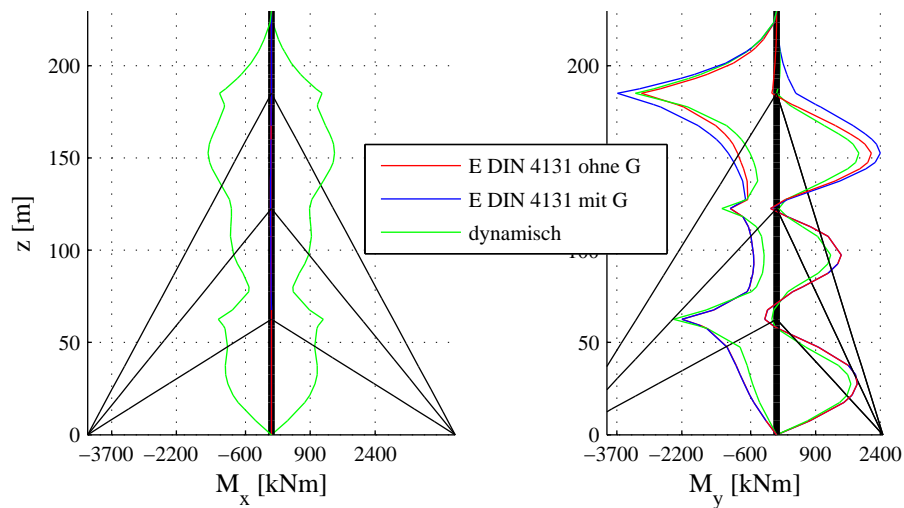 200
150
100
50
0
−3700 −2200 −600 900 2400
M_x [kNm]
z [m]
E DIN 4131 ohne G
E DIN 4131 mit G
dynamisch
200
50
0
−3700 −2200 −600 900 2400
M_y [kNm]